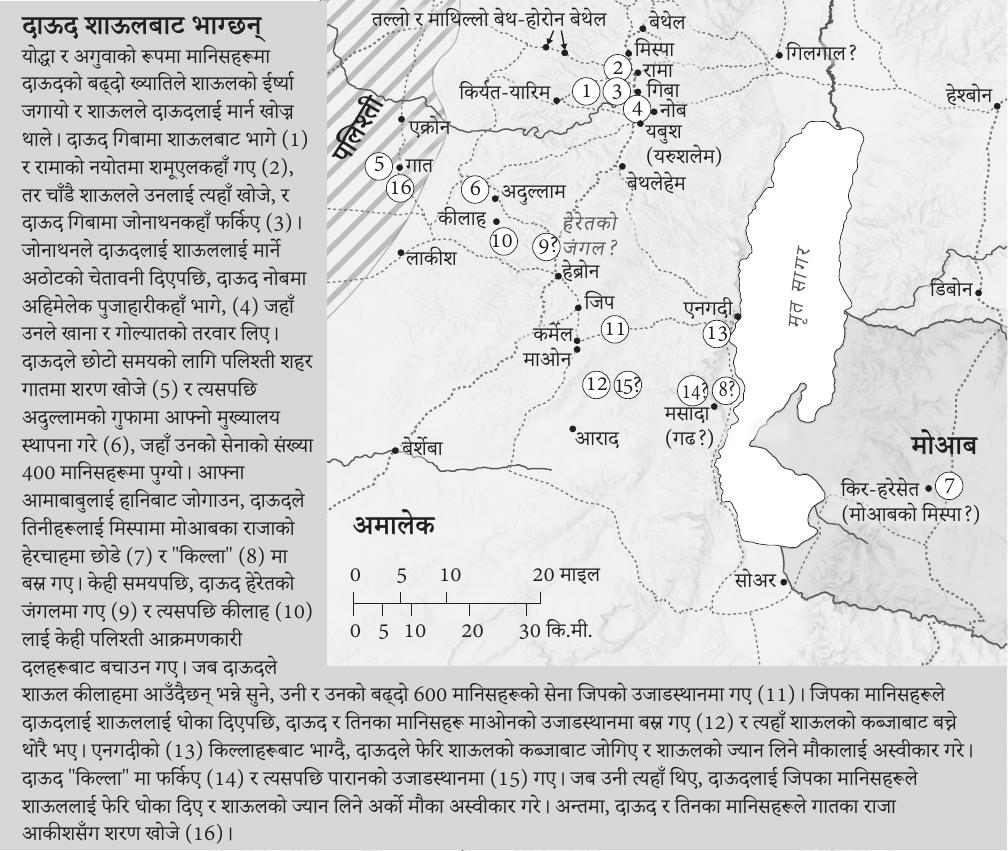 दाऊद शाऊलबाट भाग्छन्
योद्धा र अगुवाको रूपमा मानिसहरूमा
दाऊदको बढ्दो ख्यातिले शाऊलको ईर्ष्या
जगायो र शाऊलले दाऊदलाई मार्न खोज्न
थाले। दाऊद गिबामा शाऊलबाट भागे (1)
र रामाको नयोतमा शमूएलकहाँ गए (2),
तर चाँडै शाऊलले उनलाई त्यहाँ खोजे, र
दाऊद गिबामा जोनाथनकहाँ फर्किए (3)।
जोनाथनले दाऊदलाई शाऊललाई मार्ने
अठोटको चेतावनी दिएपछि, दाऊद नोबमा
अहिमेलेक पुजाहारीकहाँ भागे, (4) जहाँ
उनले खाना र गोल्यातको तरवार लिए।
दाऊदले छोटो समयको लागि पलिश्ती शहर
गातमा शरण खोजे (5) र त्यसपछि
अदुल्लामको गुफामा आफ्नो मुख्यालय
स्थापना गरे (6), जहाँ उनको सेनाको संख्या
400 मानिसहरूमा पुग्यो। आफ्ना
आमाबाबुलाई हानिबाट जोगाउन, दाऊदले
तिनीहरूलाई मिस्पामा मोआबका राजाको
हेरचाहमा छोडे (7) र "किल्ला" (8) मा
बस्न गए। केही समयपछि, दाऊद हेरेतको
जंगलमा गए (9) र त्यसपछि कीलाह (10)
लाई केही पलिश्ती आक्रमणकारी
दलहरूबाट बचाउन गए। जब दाऊदले
शाऊल कीलाहमा आउँदैछन् भन्ने सुने, उनी र उनको बढ्दो 600 मानिसहरूको सेना जिपको उजाडस्थानमा गए (11)। जिपका मानिसहरूले
दाऊदलाई शाऊललाई धोका दिएपछि, दाऊद र तिनका मानिसहरू माओनको उजाडस्थानमा बस्न गए (12) र त्यहाँ शाऊलको कब्जाबाट बच्ने
थोरै भए। एनगदीको (13) किल्लाहरूबाट भाग्दै, दाऊदले फेरि शाऊलको कब्जाबाट जोगिए र शाऊलको ज्यान लिने मौकालाई अस्वीकार गरे।
दाऊद "किल्ला" मा फर्किए (14) र त्यसपछि पारानको उजाडस्थानमा (15) गए। जब उनी त्यहाँ थिए, दाऊदलाई जिपका मानिसहरूले
शाऊललाई फेरि धोका दिए र शाऊलको ज्यान लिने अर्को मौका अस्वीकार गरे। अन्तमा, दाऊद र तिनका मानिसहरूले गातका राजा
आकीशसँग शरण खोजे (16)।
तल्लो र माथिल्लो बेथ-होरोन बेथेल
बेथेल
मिस्पा
गिलगाल?
2
रामा
किर्यत-यारिम
1
3
गिबा
हेश्बोन
4
नोब
यबुश
(यरुशलेम)
पलिश्ती
एक्रोन
5
गात
16
बेथलेहेम
6
अदुल्लाम
कीलाह
10
9?
हेरेतको
जंगल?
लाकीश
हेब्रोन
जिप
एनगदी
मृत सागर
डिबोन
कर्मेल
11
13
माओन
12
15?
14?
8?
मसादा
(गढ?)
आराद
बेर्शेबा
मोआब
किर-हरेसेत
7
(मोआबको मिस्पा?)
अमालेक
सोअर
0 5 10 20 माइल
0 5 10 20 30 कि.मी.